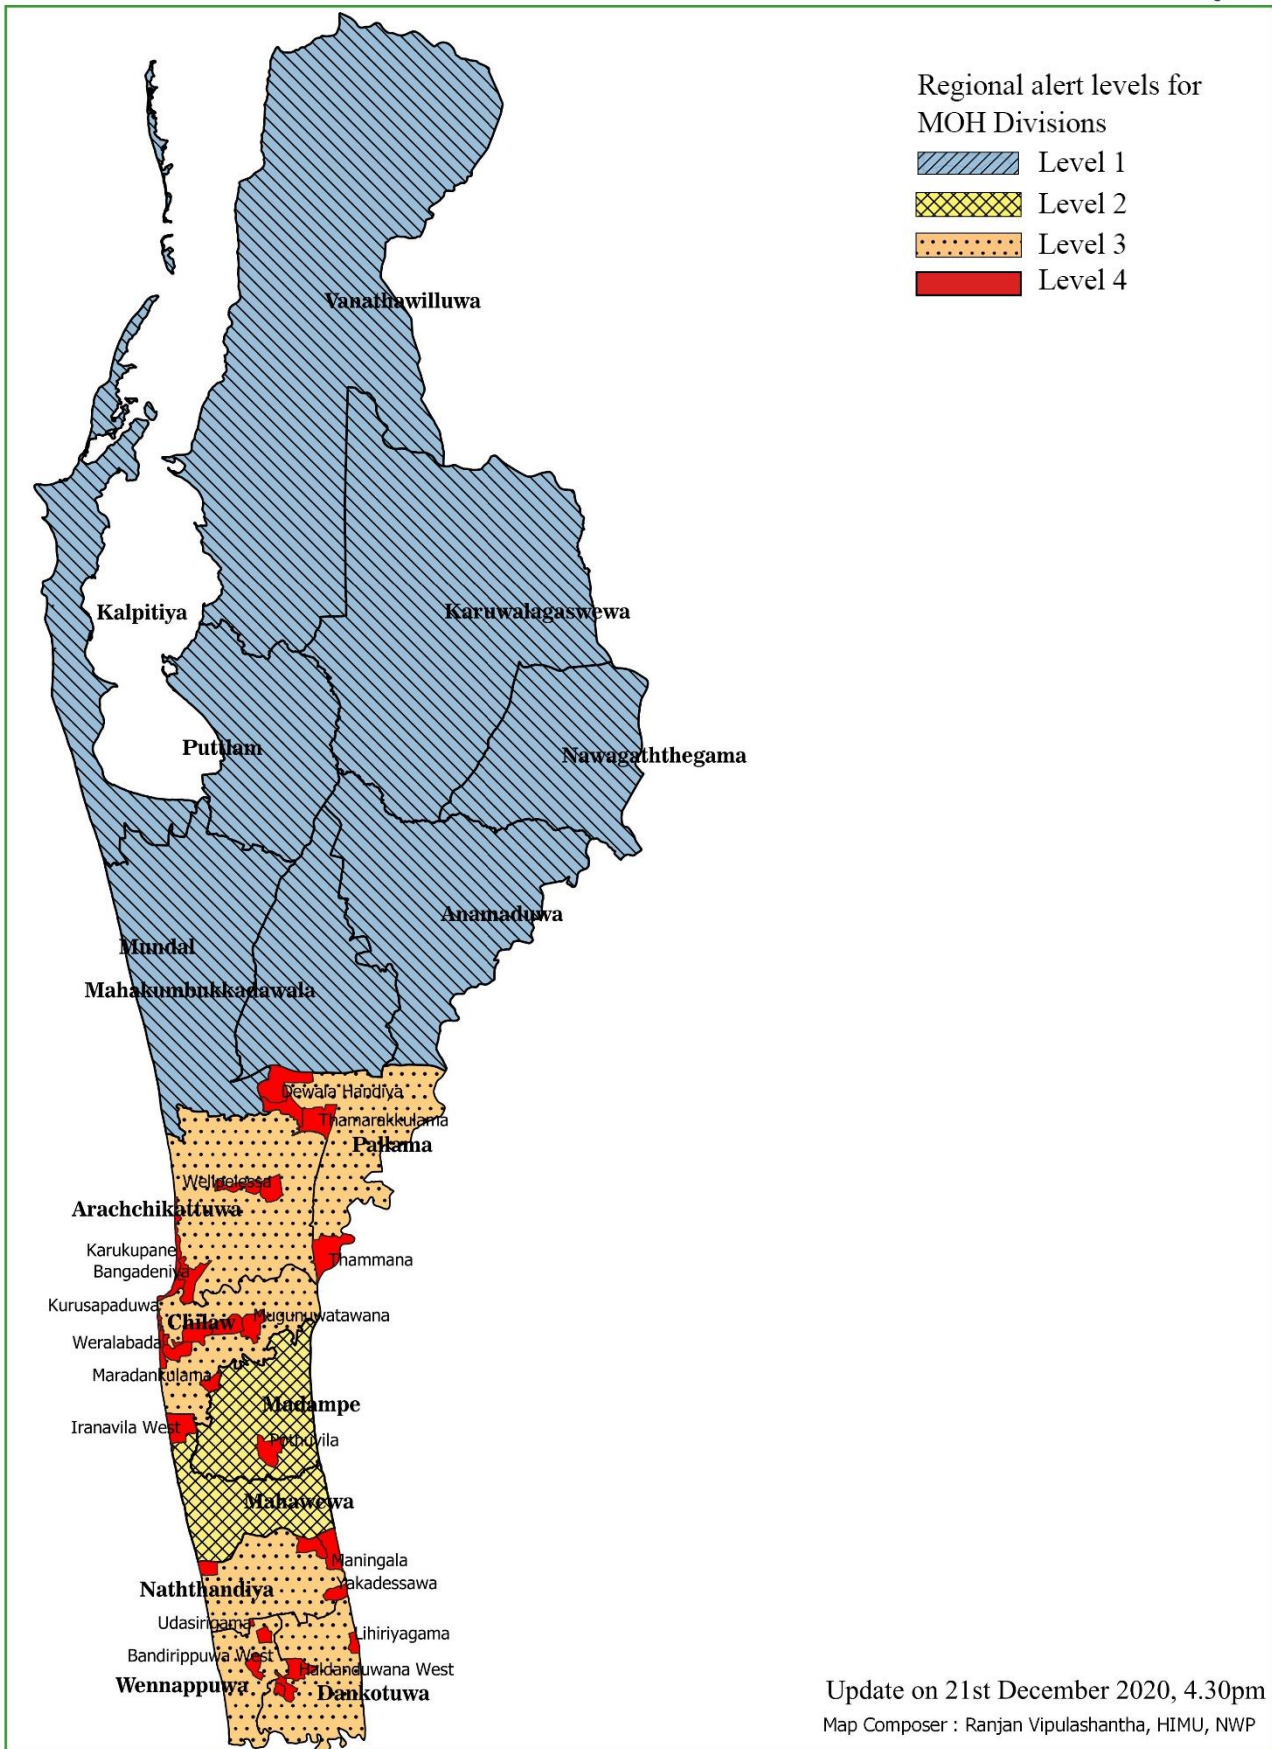 Regional alert levels for
MOH Divisions
Level 1
Level 2
Level 3
Level 4
Vanathawilluwa
Kalpitiya
Karuwalagaswewa
Puttlam
Nawagaththegama
Anamaduwa
Mundal
Mahakumbukkadawala
Dewala Handiya
Thamarakkulama
Pallama
Wellpelessa
Arachchikattuwa
Karukupane
Thammana
Bangadeniya
Kurusapaduwa
Mugunuwatawana
Chilaw
Weralabada
Maradankulama
Madampe
Iranavila West
Pothuvila
Mahawewa
Maningala
Yakadessawa
Naththandiya
Udasirigama
Lihiriyagama
Bandirippuwa West
Haldanduwana West
Wennappuwa
Dankotuwa
Update on 21st December 2020, 4.30pm
Map Composer : Ranjan Vipulashantha, HIMU, NWP